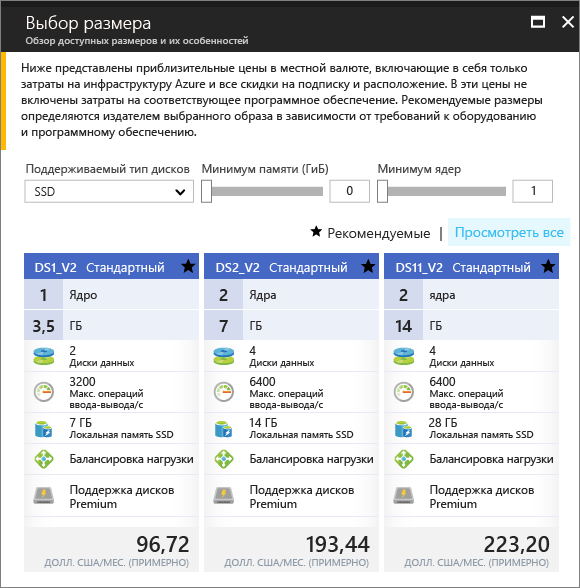 Выбор размера
Обзор доступных размеров и их особенностей
Ниже представлены приблизительные цены в местной валюте, включающие в себя только
затраты на инфраструктуру Azure и все скидки на подписку и расположение. В эти цены не
включены затраты на соответствующее программное обеспечение. Рекомендуемые размеры
определяются издателем выбранного образа в зависимости от требований к оборудованию
и программному обеспечению.
Поддерживаемый тип дисков
SSD
Минимум памяти (ГиБ)
0
Минимум ядер
1
Рекомендуемые | Просмотреть все
DS1_V2 Стандартный
1 Ядро
3,5 ГБ
2
Диски данных
3200
Макс. операций
ввода-вывода/с
7 ГБ
Локальная память SSD
Балансировка нагрузки
Поддержка дисков
Premium
96,72
ДОЛЛ. США/МЕС. (ПРИМЕРНО)
DS2_V2 Стандартный
2 Ядра
7 ГБ
4
Диски данных
6400
Макс. операций
ввода-вывода/с
14 ГБ
Локальная память SSD
Балансировка нагрузки
Поддержка дисков
Premium
193,44
ДОЛЛ. США/МЕС. (ПРИМЕРНО)
DS11_V2 Стандартный
2 ядра
14 ГБ
4
Диски данных
6400
Макс. операций
ввода-вывода/с
28 ГБ
Локальная память SSD
Балансировка нагрузки
Поддержка дисков
Premium
223,20
ДОЛЛ. США/МЕС. (ПРИМЕРНО)